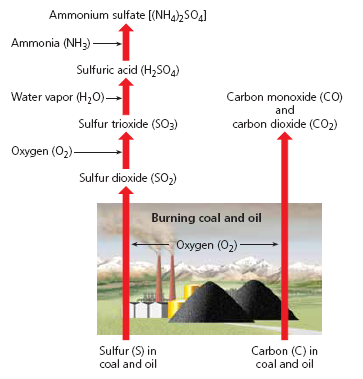 Ammonium sulfate [(NH₄)₂SO₄]
Ammonia (NH₃)
Sulfuric acid (H₂SO₄)
Water vapor (H₂O)
Carbon monoxide (CO)
and
carbon dioxide (CO₂)
Sulfur trioxide (SO₃)
Oxygen (O₂)
Sulfur dioxide (SO₂)
Burning coal and oil
Oxygen (O₂)
Sulfur (S) in
coal and oil
Carbon (C) in
coal and oil